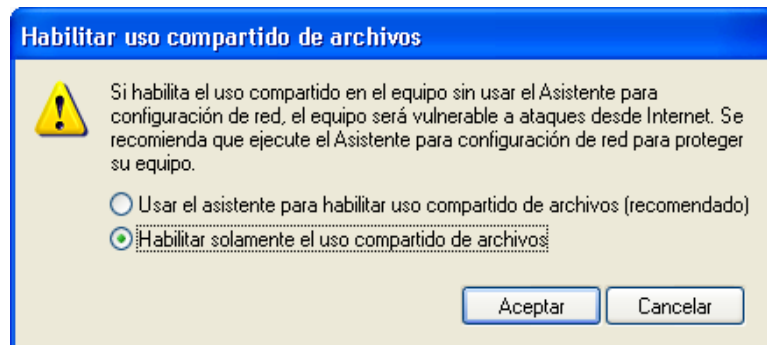 Habilitar uso compartido de archivos
Si habilita el uso compartido en el equipo sin usar el Asistente para
configuración de red, el equipo será vulnerable a ataques desde Internet. Se
recomienda que ejecute el Asistente para configuración de red para proteger
su equipo.
Usar el asistente para habilitar uso compartido de archivos (recomendado)
Habilitar solamente el uso compartido de archivos
Aceptar Cancelar